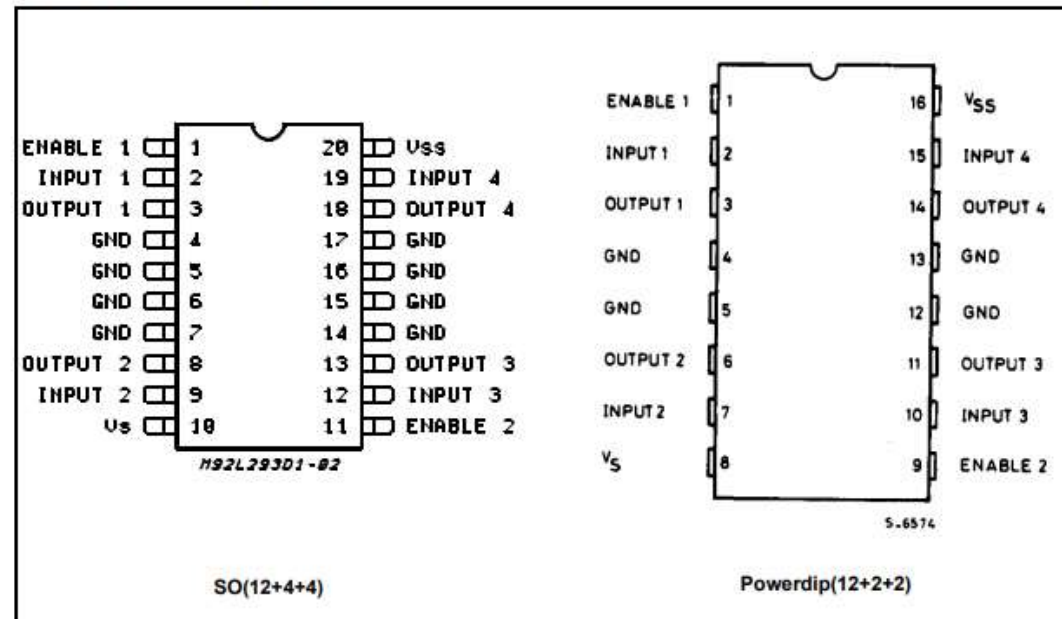 ENABLE 1 1 20 Vss
INPUT 1 2 19 INPUT 4
OUTPUT 1 3 18 OUTPUT 4
GND 4 17 GND
GND 5 16 GND
GND 6 15 GND
GND 7 14 GND
OUTPUT 2 8 13 OUTPUT 3
INPUT 2 9 12 INPUT 3
Vs 10 11 ENABLE 2
M92L293D1-02
SO(12+4+4)
ENABLE 1 1 16 VSS
INPUT 1 2 15 INPUT 4
OUTPUT 1 3 14 OUTPUT 4
GND 4 13 GND
GND 5 12 GND
OUTPUT 2 6 11 OUTPUT 3
INPUT 2 7 10 INPUT 3
VS 8 9 ENABLE 2
S-6574
Powerdip(12+2+2)